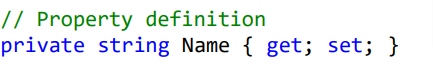 // Property definition
private string Name { get; set; }